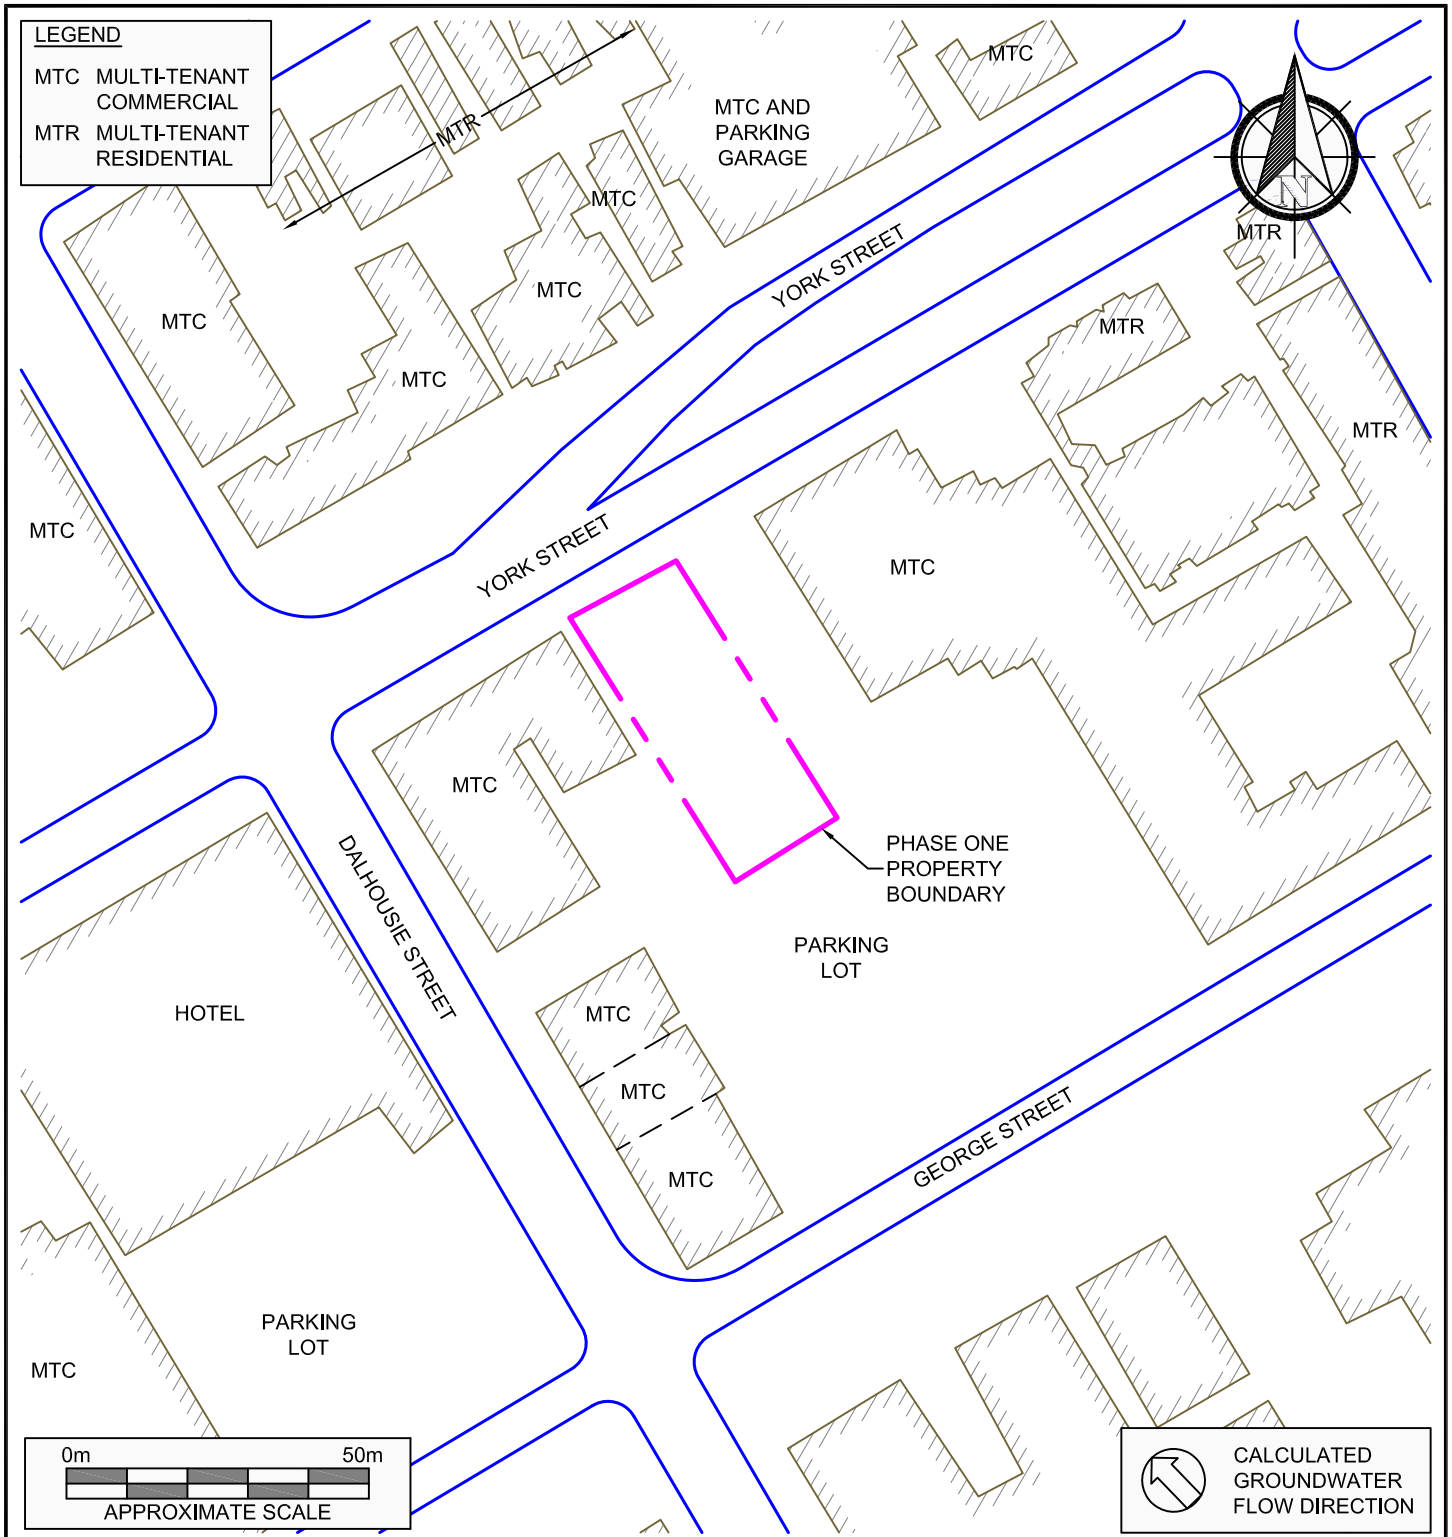 LEGEND
MTC MULTI-TENANT
COMMERCIAL
MTR MULTI-TENANT
RESIDENTIAL
MTR
MTC AND
PARKING
GARAGE
MTC
N
MTR
MTC
MTC
MTC
MTC
YORK STREET
MTR
MTR
MTC
YORK STREET
MTC
MTC
DALHOUSIE STREET
PHASE ONE
PROPERTY
BOUNDARY
PARKING
LOT
HOTEL
MTC
MTC
MTC
GEORGE STREET
PARKING
LOT
MTC
0m 50m
APPROXIMATE SCALE
CALCULATED
GROUNDWATER
FLOW DIRECTION